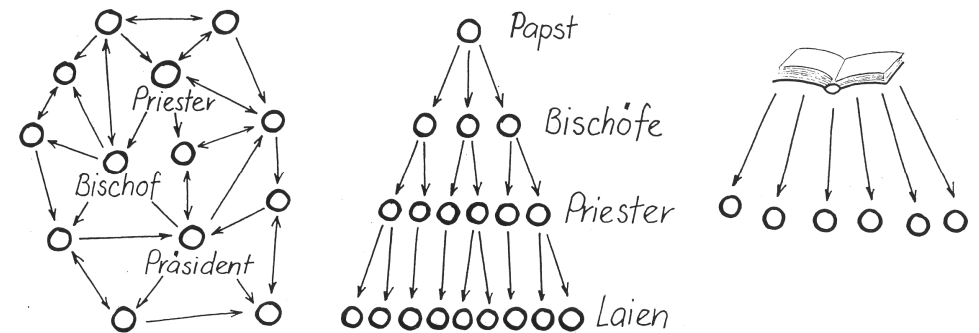 Priester
Bischof
Präsident
Papst
Bischöfe
Priester
Laien